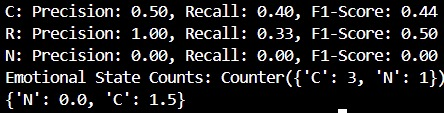 C: Precision: 0.50, Recall: 0.40, F1-Score: 0.44
R: Precision: 1.00, Recall: 0.33, F1-Score: 0.50
N: Precision: 0.00, Recall: 0.00, F1-Score: 0.00
Emotional State Counts: Counter({'C': 3, 'N': 1})
{'N': 0.0, 'C': 1.5}